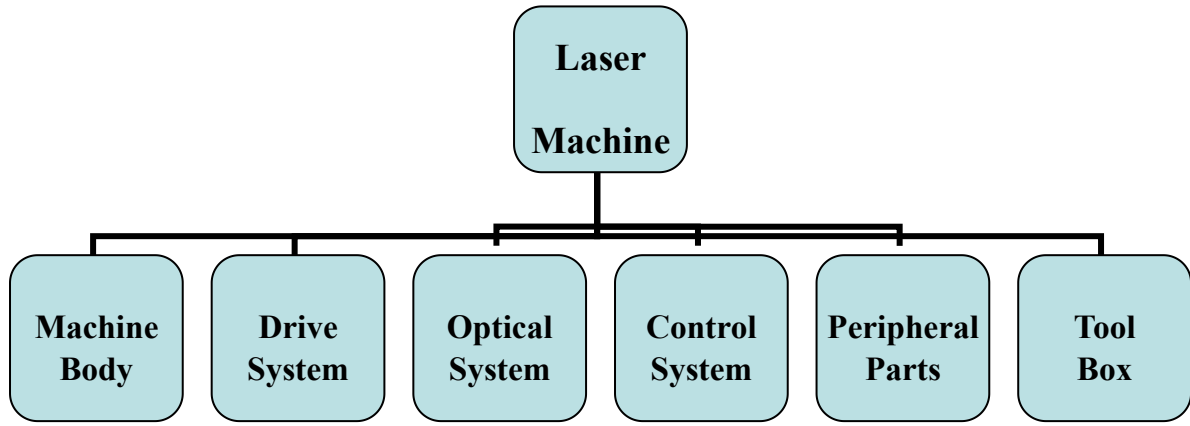 Laser
Machine
Machine
Body
Drive
System
Optical
System
Control
System
Peripheral
Parts
Tool
Box